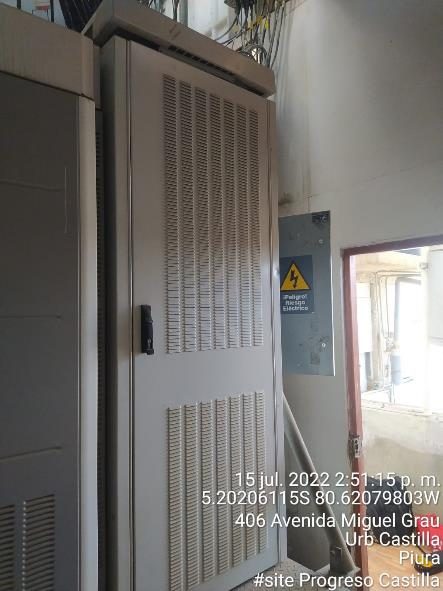 ¡Peligro!
Riesgo
Eléctrico
15 jul. 2022 2:51:15 p. m.
5.20206115S 80.62079803W
406 Avenida Miguel Grau
Urb Castilla
Piura
#site Progreso Castilla